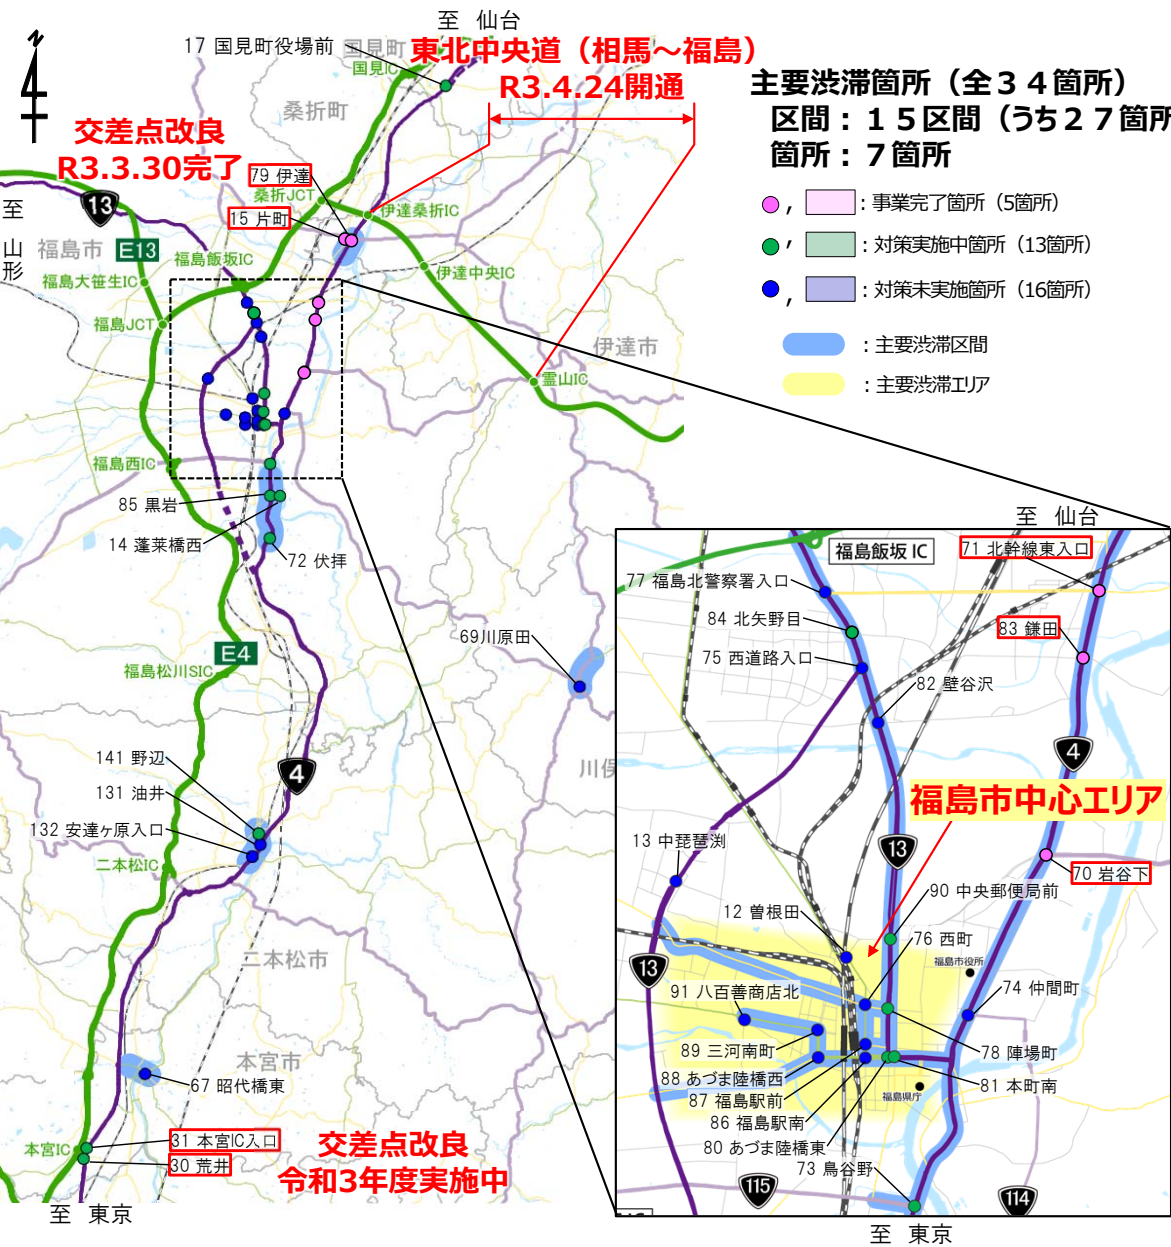 至 仙台
17 国見町役場前
国見町
国見IC
東北中央道（相馬～福島）
R3.4.24開通
桑折町
交差点改良
R3.3.30完了
79 伊達
桑折JCT
伊達桑折IC
15 片町
13
至
山
形
福島市
E13
福島飯坂IC
福島大笹生IC
伊達中央IC
福島JCT
伊達市
霊山IC
主要渋滞箇所（全３４箇所）
区間：１５区間（うち２７箇所
箇所：７箇所
, ：事業完了箇所（5箇所）
, ：対策実施中箇所（13箇所）
, ：対策未実施箇所（16箇所）
：主要渋滞区間
：主要渋滞エリア
福島西IC
85 黒岩
14 蓬莱橋西
72 伏拝
69川原田
E4
福島松川SIC
川俣
141 野辺
131 油井
132 安達ヶ原入口
4
二本松IC
二本松市
本宮市
67 昭代橋東
31 本宮IC入口
本宮IC
30 荒井
交差点改良
令和3年度実施中
至 東京
至 仙台
福島飯坂 IC
71 北幹線東入口
77 福島北警察署入口
84 北矢野目
83 鎌田
75 西道路入口
82 壁谷沢
4
福島市中心エリア
13
13 中琵琶渕
70 岩谷下
90 中央郵便局前
12 曽根田
76 西町
福島市役所
13
91 八百善商店北
74 仲間町
89 三河南町
78 陣場町
88 あづま陸橋西
81 本町南
87 福島駅前
福島県庁
86 福島駅南
80 あづま陸橋東
73 鳥谷野
115
114
至 東京